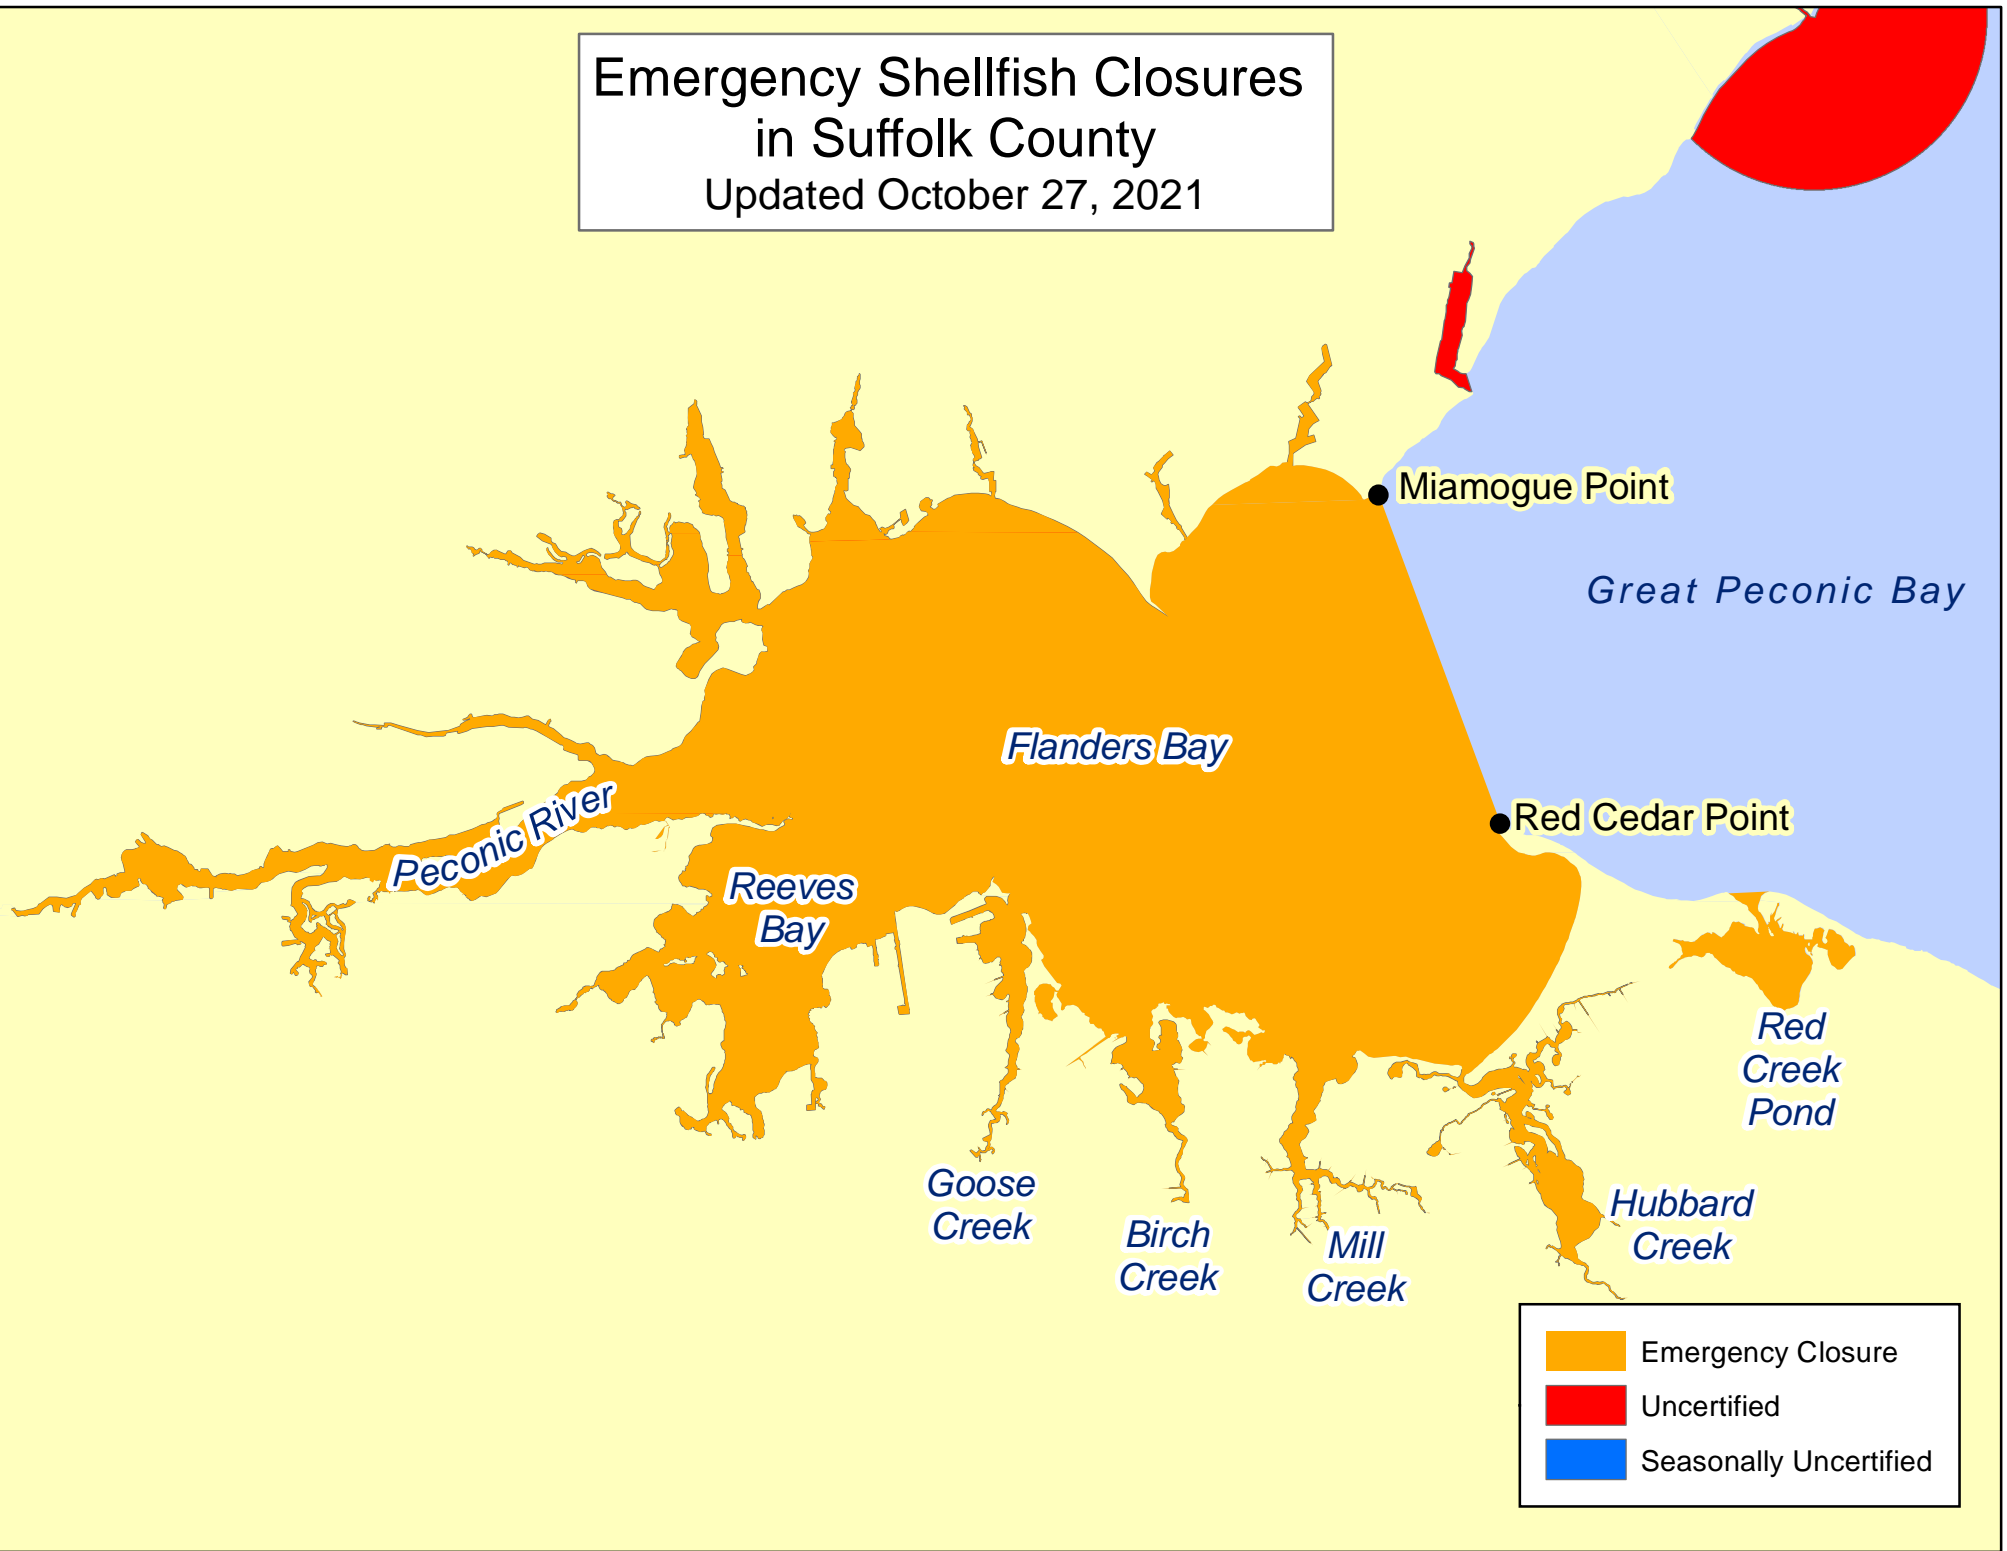 Emergency Shellfish Closures
in Suffolk County
Updated October 27, 2021
Miamogue Point
Great Peconic Bay
Flanders Bay
Peconic River
Red Cedar Point
Reeves
Bay
Red
Creek
Pond
Goose
Creek
Birch
Creek
Mill
Creek
Hubbard
Creek
Emergency Closure
Uncertified
Seasonally Uncertified